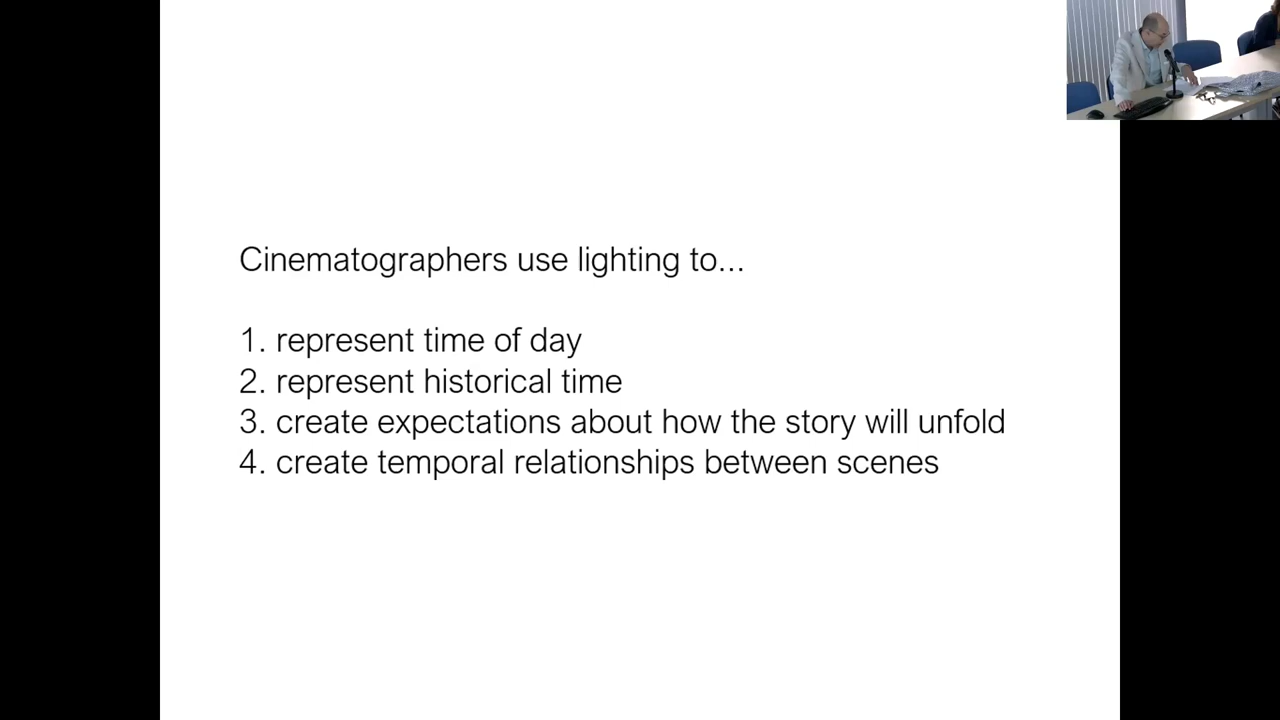 Cinematographers use lighting to...
1. represent time of day
2. represent historical time
3. create expectations about how the story will unfold
4. create temporal relationships between scenes